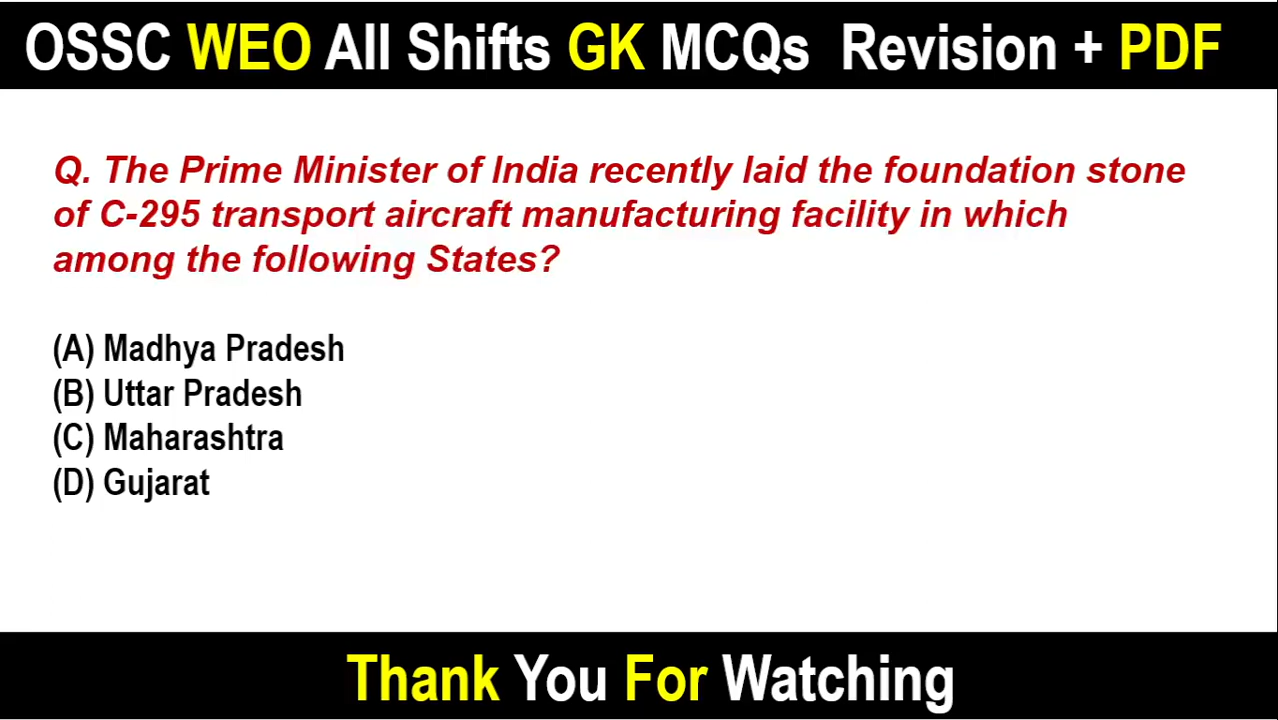 OSSC WEO All Shifts GK MCQs Revision + PDF
Q. The Prime Minister of India recently laid the foundation stone
of C-295 transport aircraft manufacturing facility in which
among the following States?
(A) Madhya Pradesh
(B) Uttar Pradesh
(C) Maharashtra
(D) Gujarat
Thank You For Watching